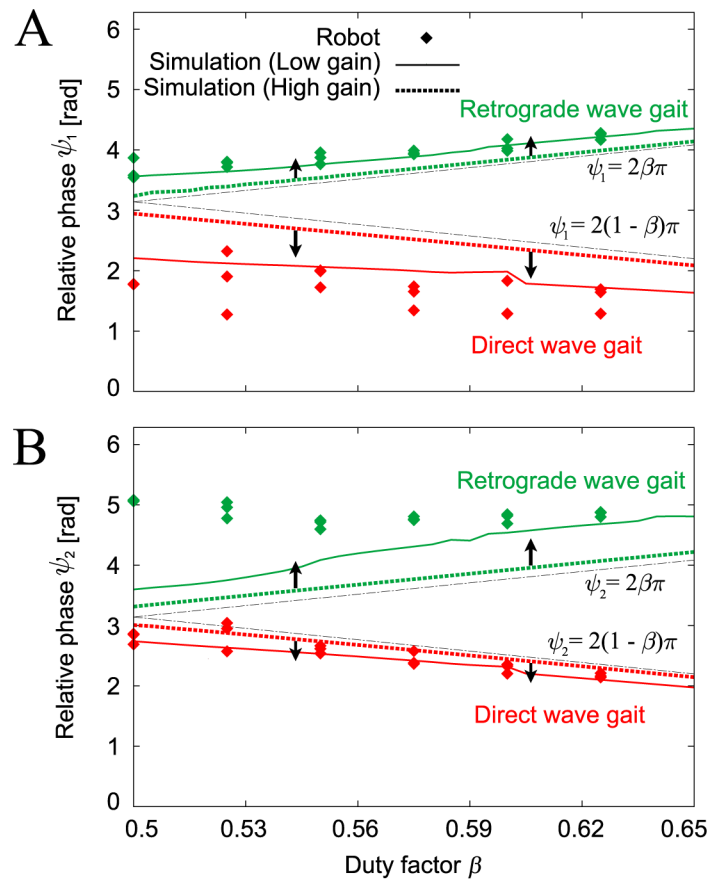 A
6
5
4
3
2
1
0
Relative phase ψ₁ [rad]
Robot
Simulation (Low gain)
Simulation (High gain)
Retrograde wave gait
ψ₁ = 2βπ
ψ₁ = 2(1 - β)π
Direct wave gait
B
6
5
4
3
2
1
0
Relative phase ψ₂ [rad]
Retrograde wave gait
ψ₂ = 2βπ
ψ₂ = 2(1 - β)π
Direct wave gait
0.5 0.53 0.56 0.59 0.62 0.65
Duty factor β